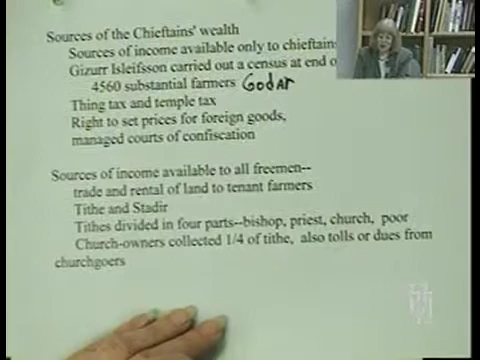 Sources of the Chieftains' wealth
Sources of income available only to chieftains
Gizurr Isleifsson carried out a census at end o
4560 substantial farmers Godar
Thing tax and temple tax
Right to set prices for foreign goods,
managed courts of confiscation
Sources of income available to all freemen--
trade and rental of land to tenant farmers
Tithe and Stadir
Tithes divided in four parts--bishop, priest, church, poor
Church-owners collected 1/4 of tithe, also tolls or dues from
churchgoers